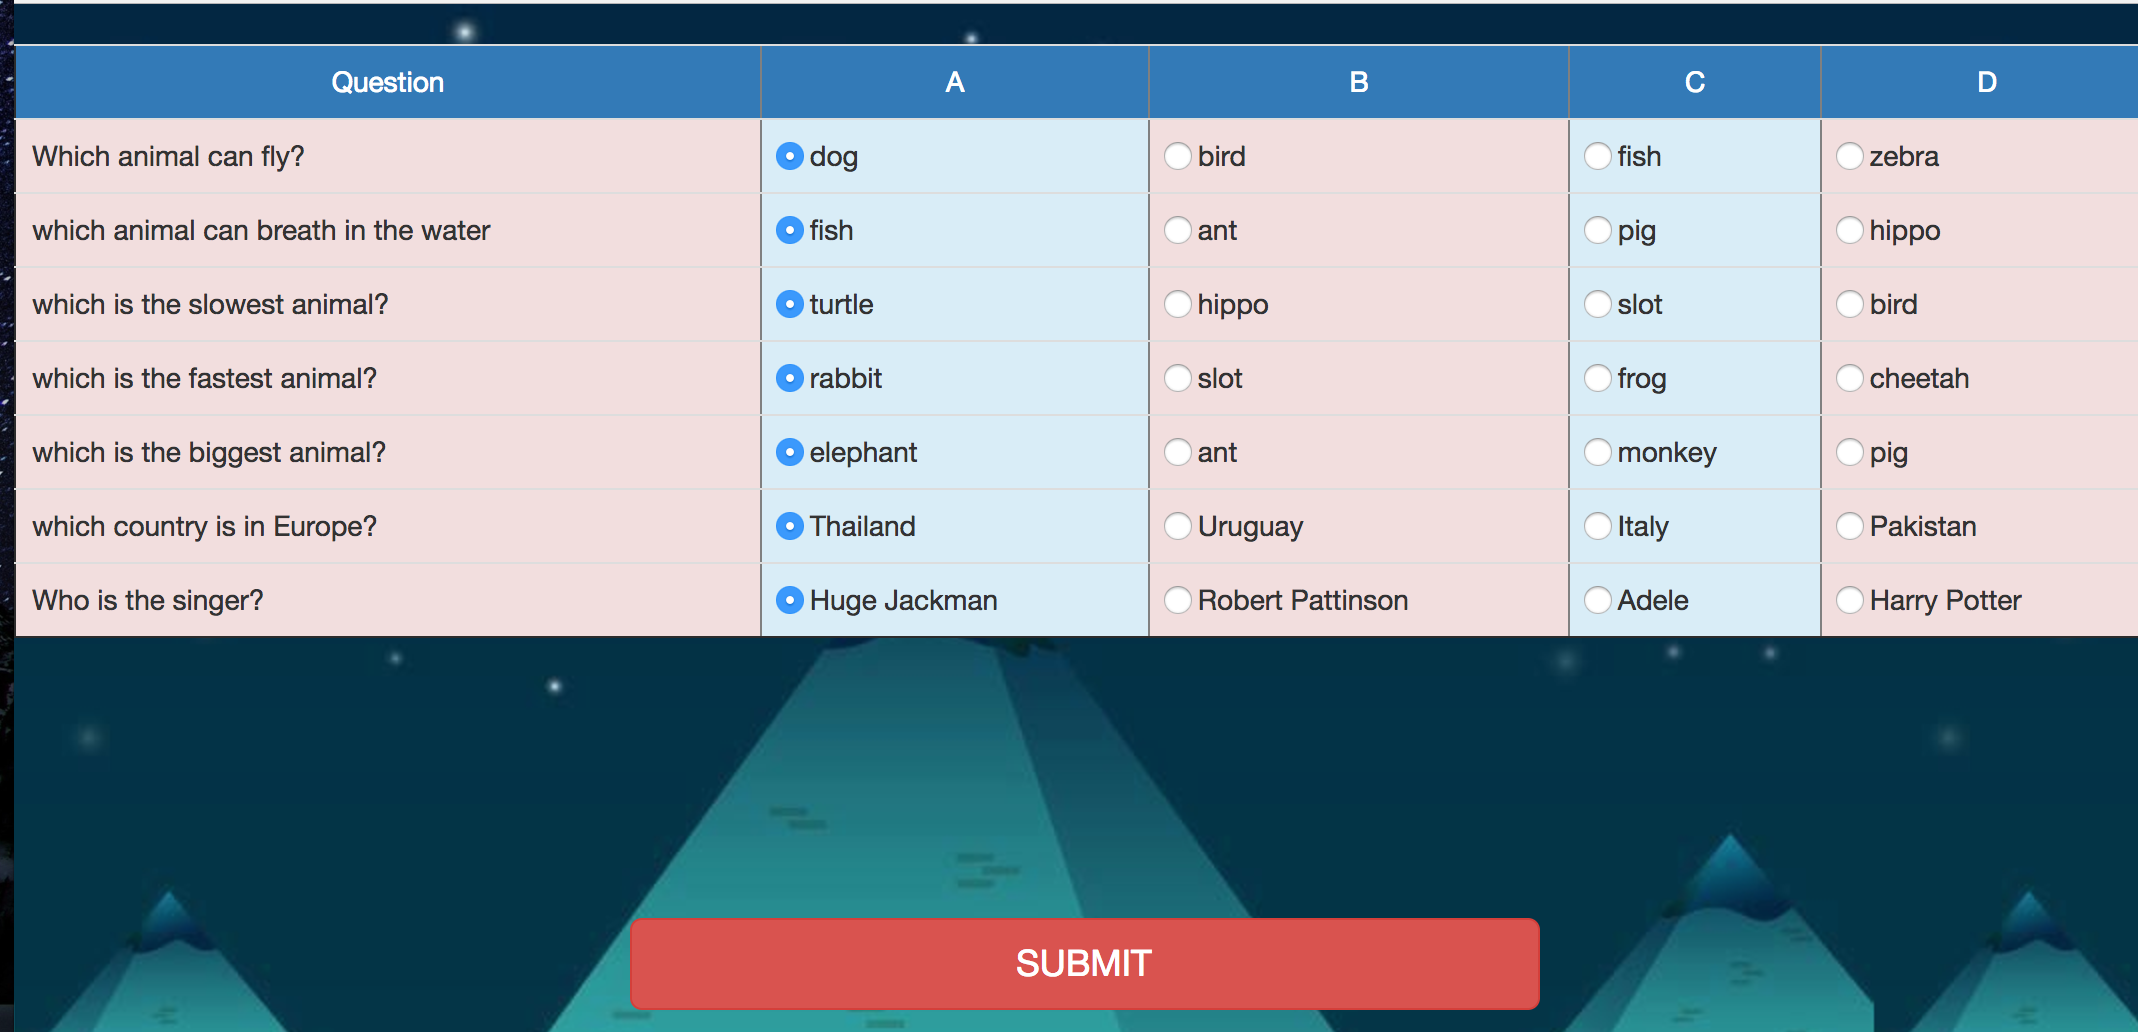 Question A B C D
Which animal can fly? dog bird fish zebra
which animal can breath in the water fish ant pig hippo
which is the slowest animal? turtle hippo slot bird
which is the fastest animal? rabbit slot frog cheetah
which is the biggest animal? elephant ant monkey pig
which country is in Europe? Thailand Uruguay Italy Pakistan
Who is the singer? Huge Jackman Robert Pattinson Adele Harry Potter
SUBMIT